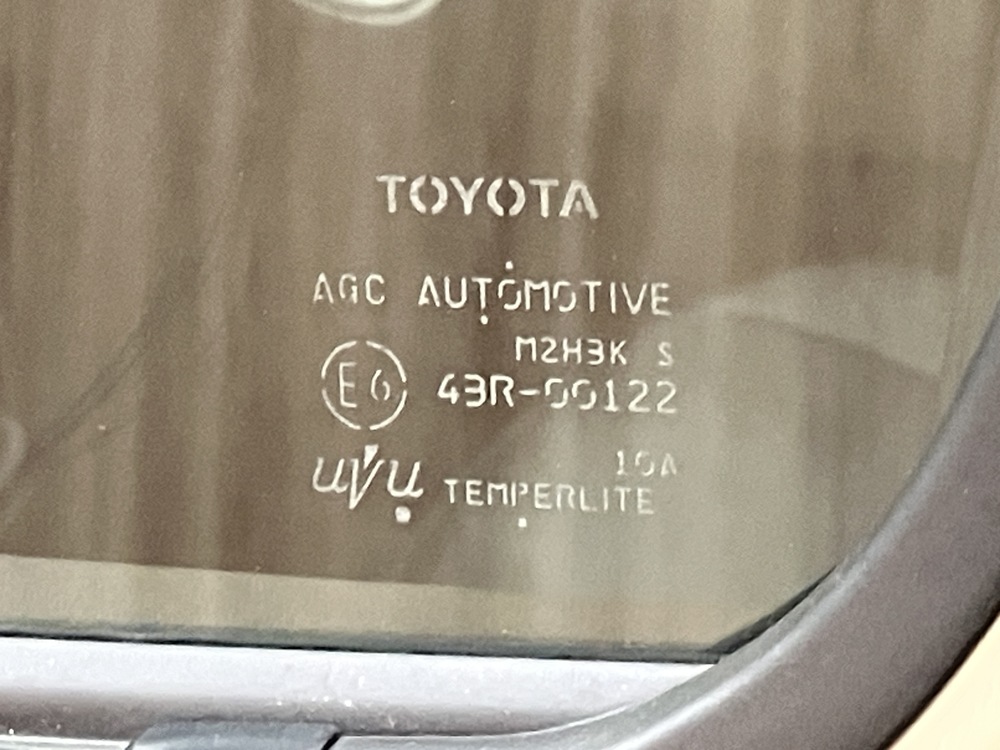 TOYOTA
AGC AUTOMOTIVE
M2H3K S
E6 43R-00122
10A
TEMPERLITE